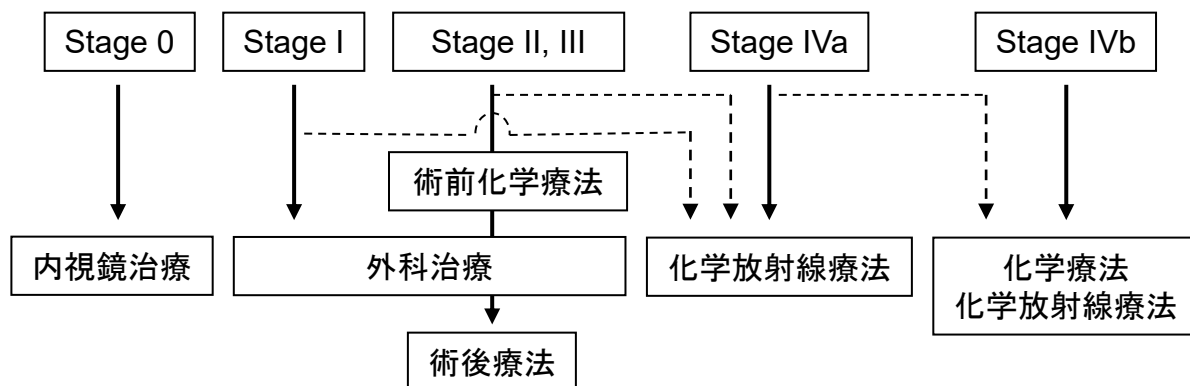 Stage 0
Stage I
Stage II, III
Stage IVa
Stage IVb
術前化学療法
内視鏡治療
外科治療
化学放射線療法
化学療法
化学放射線療法
術後療法